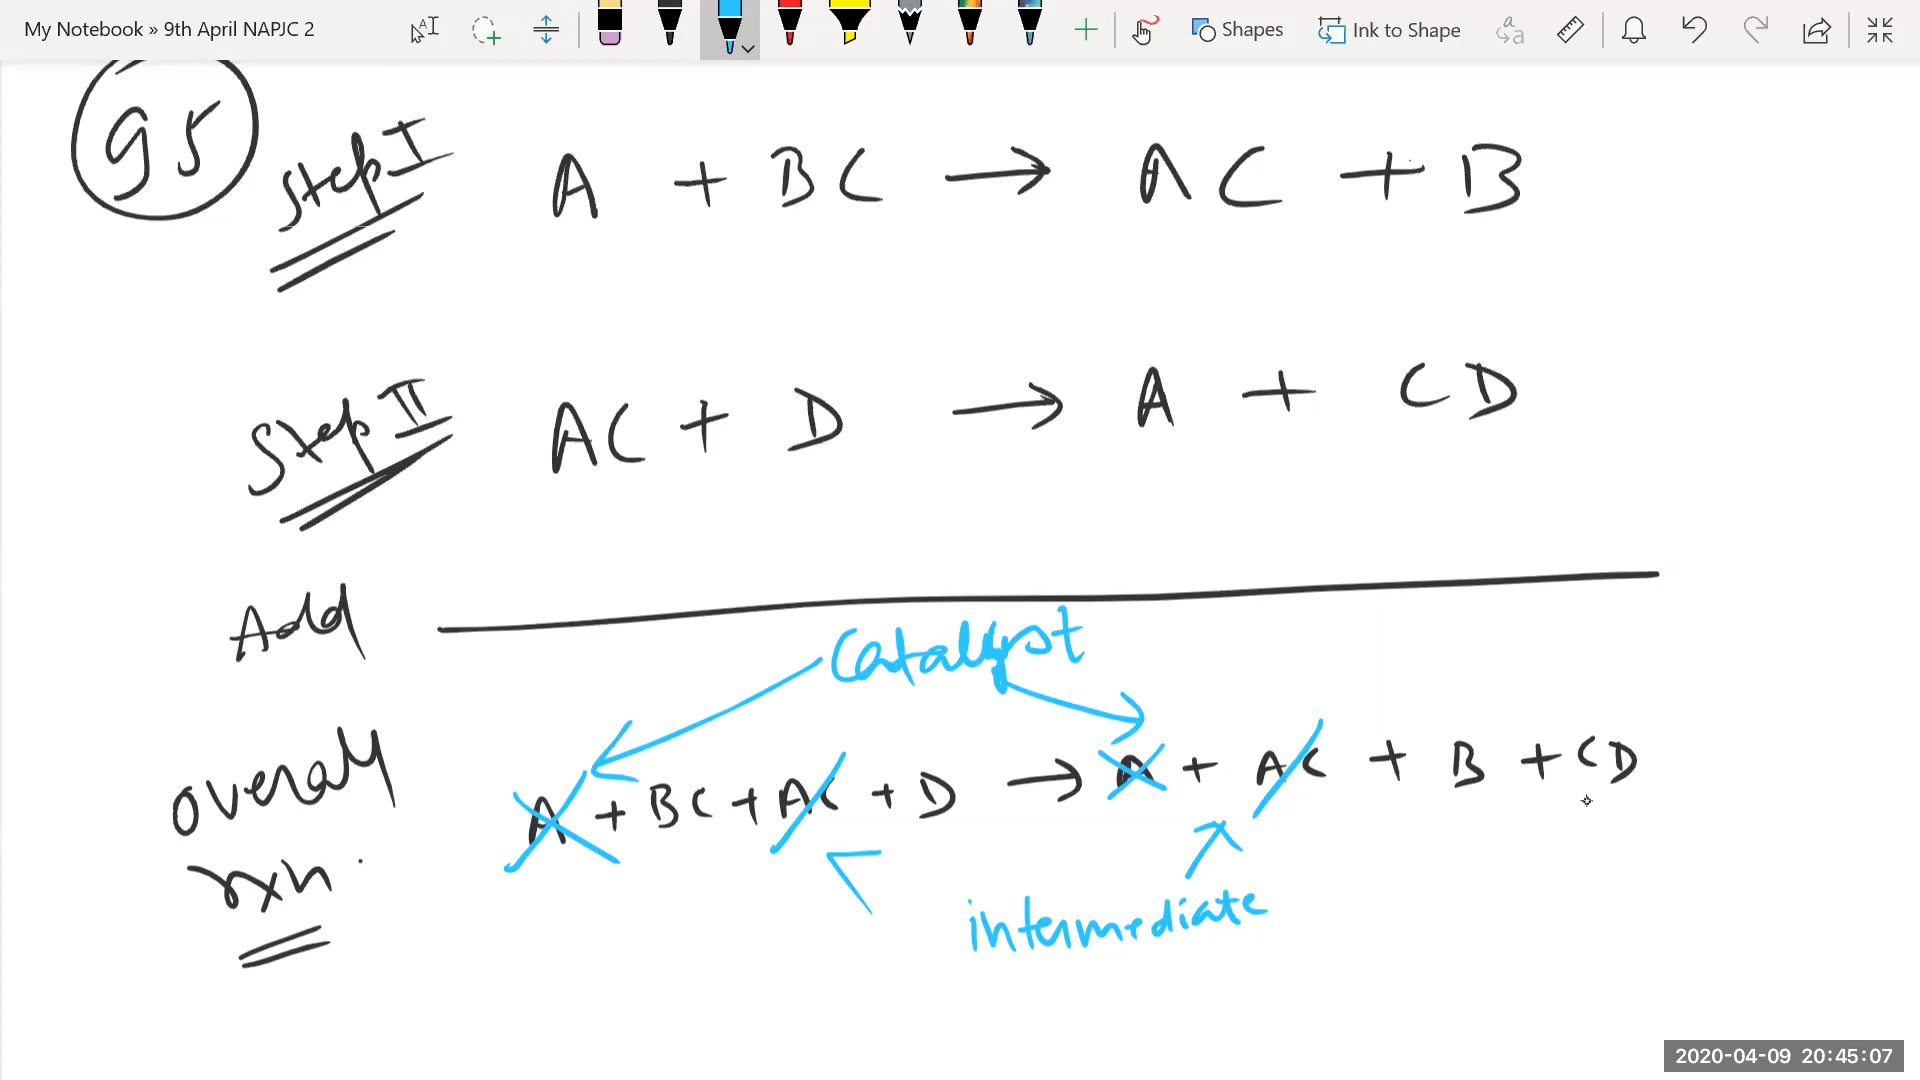 My Notebook » 9th April NAPJC 2
Shapes
Ink to Shape
95
Step I A + BC → AC + B
Step II AC + D → A + CD
Add
Catalyst
overall A + BC + AC + D → A + AC + B + CD
rxn.
intermediate
2020-04-09 20:45:07